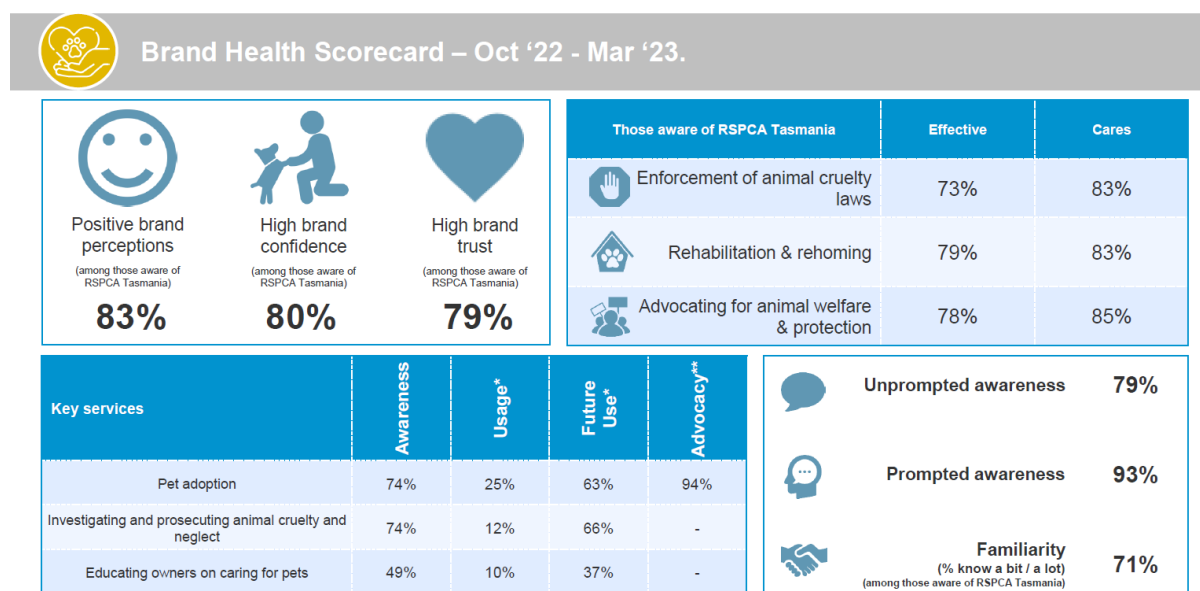 Brand Health Scorecard – Oct ‘22 - Mar ‘23.
Positive brand
perceptions
(among those aware of
RSPCA Tasmania)
83%
High brand
confidence
(among those aware of
RSPCA Tasmania)
80%
High brand
trust
(among those aware of
RSPCA Tasmania)
79%
Those aware of RSPCA Tasmania Effective Cares
Enforcement of animal cruelty
laws
73% 83%
Rehabilitation & rehoming 79% 83%
Advocating for animal welfare
& protection
78% 85%
Key services
Awareness
Usage*
Future
Use*
Advocacy**
Pet adoption 74% 25% 63% 94%
Investigating and prosecuting animal cruelty and
neglect
74% 12% 66% -
Educating owners on caring for pets 49% 10% 37% -
Unprompted awareness 79%
Prompted awareness 93%
Familiarity
(% know a bit / a lot)
(among those aware of RSPCA Tasmania)
71%